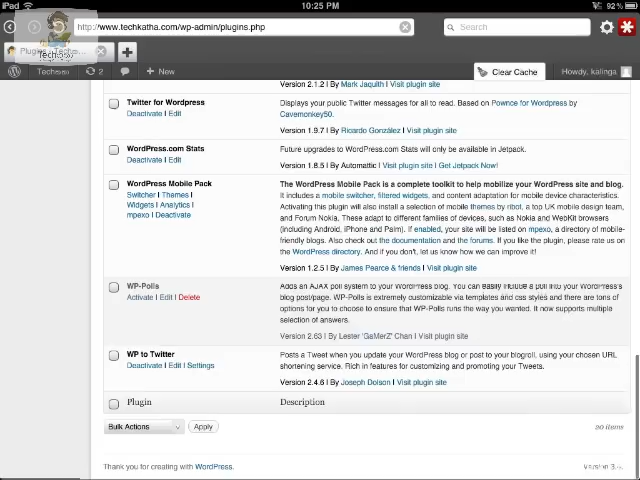 iPad
10:25 PM
92%
http://www.techkatha.com/wp-admin/plugins.php
Search
Plugins
2
+ New
Clear Cache
Howdy, kalinga
Version 2.1.2 | By Mark Jaquith | Visit plugin site
Twitter for Wordpress
Deactivate | Edit
Displays your public Twitter messages for all to read. Based on Pownce for Wordpress by
Cavemonkey50.
Version 1.9.7 | By Ricardo González | Visit plugin site
WordPress.com Stats
Deactivate | Edit
Future upgrades to WordPress.com Stats will only be available in Jetpack.
Version 1.8.5 | By Automattic | Visit plugin site | Get Jetpack Now!
WordPress Mobile Pack
Switcher | Themes |
Widgets | Analytics |
mpexo | Deactivate
The WordPress Mobile Pack is a complete toolkit to help mobilize your WordPress site and blog.
It includes a mobile switcher, filtered widgets, and content adaptation for mobile device characteristics.
Activating this plugin will also install a selection of mobile themes by ribot, a top UK mobile design team,
and Forum Nokia. These adapt to different families of devices, such as Nokia and WebKit browsers
(including Android, iPhone and Palm). If enabled, your site will be listed on mpexo, a directory of mobile-
friendly blogs. Also check out the documentation and the forums. If you like the plugin, please rate us on
the WordPress directory. And if you don't, let us know how we can improve it!
Version 1.2.5 | By James Pearce & friends | Visit plugin site
WP-Polls
Activate | Edit | Delete
Adds an AJAX poll system to your WordPress blog. You can easily include a poll into your WordPress's
blog post/page. WP-Polls is extremely customizable via templates and css styles and there are tons of
options for you to choose to ensure that WP-Polls runs the way you wanted. It now supports multiple
selection of answers.
Version 2.63 | By Lester 'GaMerZ' Chan | Visit plugin site
WP to Twitter
Deactivate | Edit | Settings
Posts a Tweet when you update your WordPress blog or post to your blogroll, using your chosen URL
shortening service. Rich in features for customizing and promoting your Tweets.
Version 2.4.6 | By Joseph Dolson | Visit plugin site
Plugin
Description
Bulk Actions
Apply
20 items
Thank you for creating with WordPress.